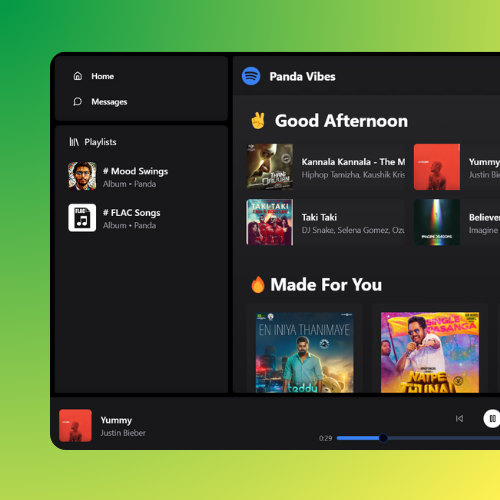 Home
Messages
Playlists
# Mood Swings
Album • Panda
# FLAC Songs
Album • Panda
Panda Vibes
Good Afternoon
Kannala Kannala - The M
Hiphop Tamizha, Kaushik Kris
Yummy
Justin Bie
TAKI TAKI
Taki Taki
DJ Snake, Selena Gomez, Ozu
IMAGINE DRAGONS
Believe
Imagine
Made For You
EN INIYA THANIMAYE
teddy
SINGLE
PASANGA
NATPE
THUNAI
FLAC
Yummy
Justin Bieber
0:29